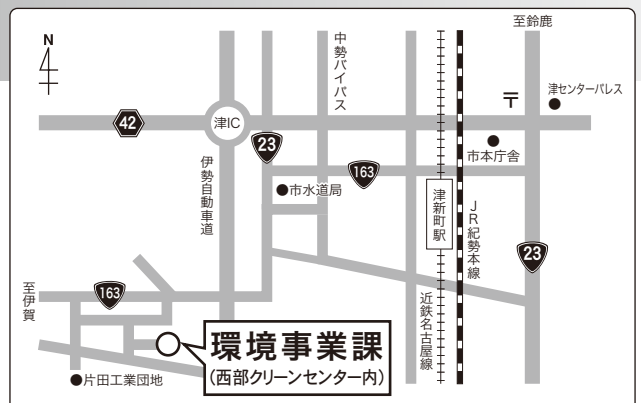 至鈴鹿
N
中勢バイパス
津センターパレス
〒
42
津IC
23
市本庁舎
163
伊勢自動車道
市水道局
津新町駅
JR紀勢本線
23
至伊賀
163
近鉄名古屋線
環境事業課
(西部クリーンセンター内)
片田工業団地